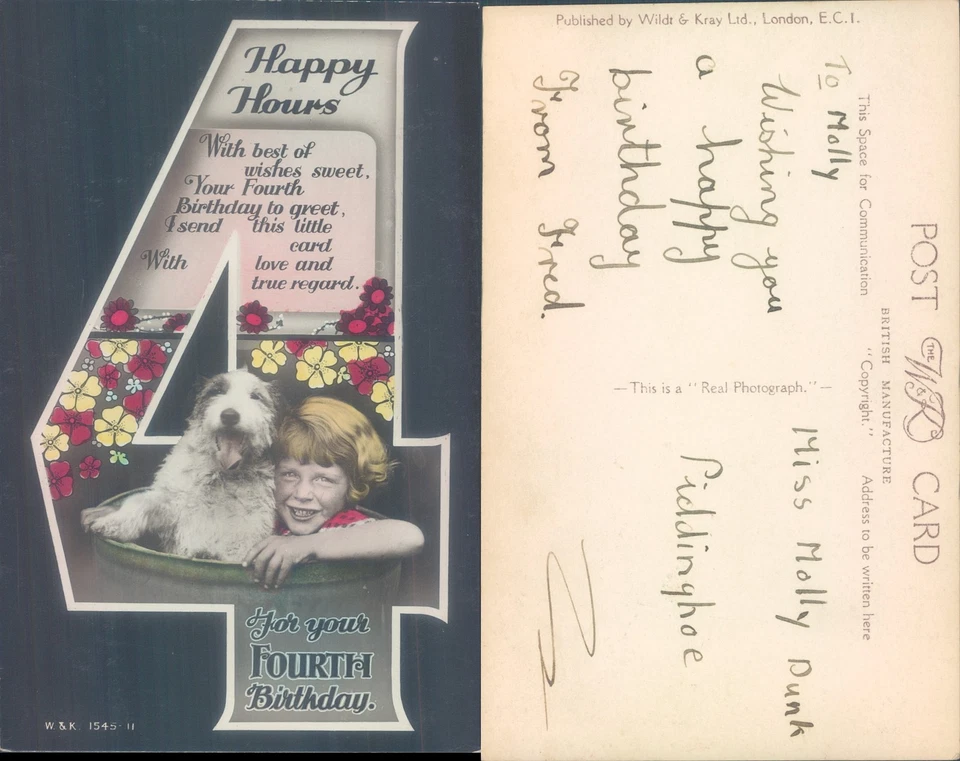 Happy
Hours
With best of
wishes sweet,
Your Fourth
Birthday to greet,
I send this little
card
With love and
true regard.
For your
FOURTH
Birthday.
W. & K. 1545-11
Published by Wildt & Kray Ltd., London, E.C.1.
POST THE W&K CARD
BRITISH MANUFACTURE
This Space for Communication "Copyright." Address to be written here
To Molly
Wishing you
a happy
birthday
From Fred.
—This is a "Real Photograph."—
Miss Molly Dunk
Piddinghoe